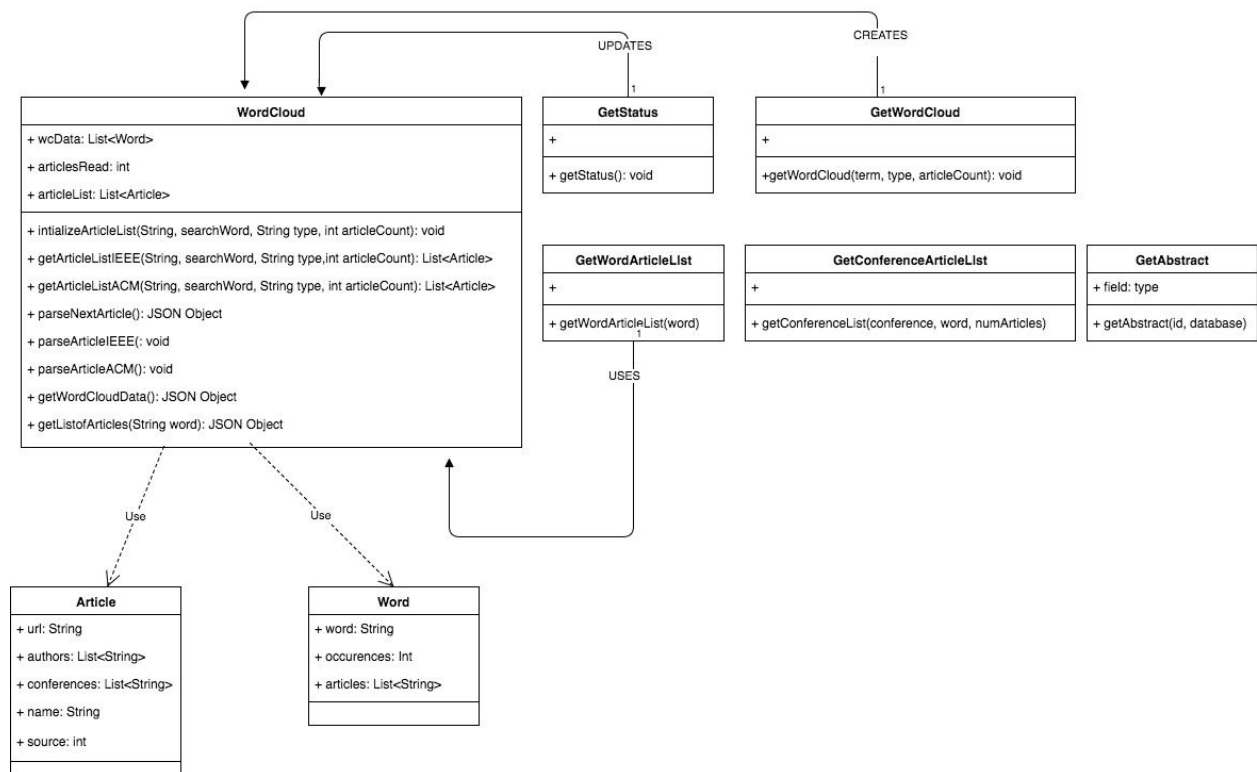 UPDATES
CREATES
1
1
WordCloud
+ wcData: List<Word>
+ articlesRead: int
+ articleList: List<Article>
+ intializeArticleList(String, searchWord, String type, int articleCount): void
+ getArticleListIEEE(String, searchWord, String type,int articleCount): List<Article>
+ getArticleListACM(String, searchWord, String type, int articleCount): List<Article>
+ parseNextArticle(): JSON Object
+ parseArticleIEEE(: void
+ parseArticleACM(): void
+ getWordCloudData(): JSON Object
+ getListofArticles(String word): JSON Object
GetStatus
+
+ getStatus(): void
GetWordCloud
+
+getWordCloud(term, type, articleCount): void
GetWordArticleLIst
+
+ getWordArticleList(word)
1
USES
GetConferenceArticleLIst
+
+ getConferenceList(conference, word, numArticles)
GetAbstract
+ field: type
+ getAbstract(id, database)
Use
Use
Article
+ url: String
+ authors: List<String>
+ conferences: List<String>
+ name: String
+ source: int
Word
+ word: String
+ occurences: Int
+ articles: List<String>